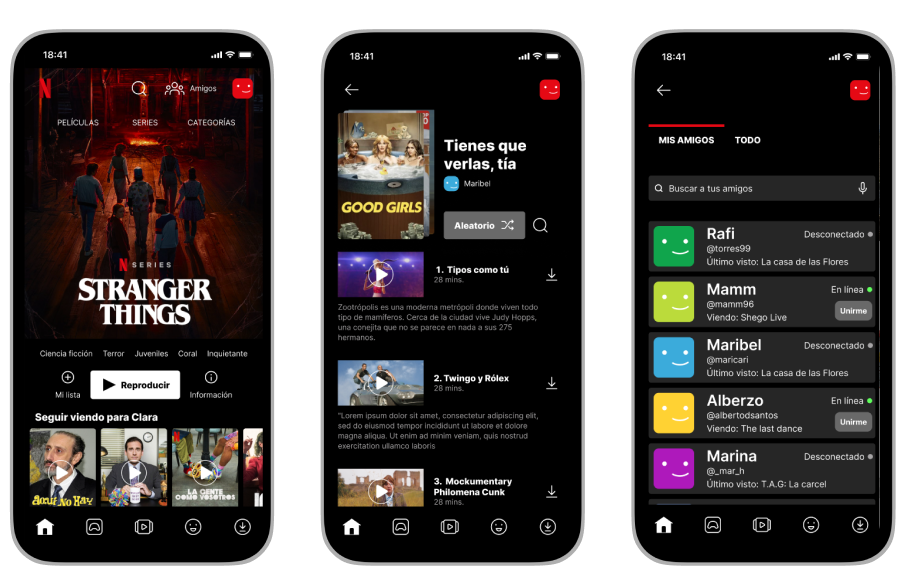 18:41
N
Amigos
PELÍCULAS SERIES CATEGORÍAS
N SERIES
STRANGER
THINGS
Ciencia ficción Terror Juveniles Coral Inquietante
Mi lista
Reproducir
Información
Seguir viendo para Clara
Aquí No Hay
LA GENTE
COMO VOSOTROS
18:41
GOOD GIRLS
Tienes que
verlas, tía
Maribel
Aleatorio
1. Tipos como tú
28 mins.
Zootrópolis es una moderna metrópoli donde viven todo
tipo de mamíferos. Cerca de la ciudad vive Judy Hopps,
una conejita que no se parece en nada a sus 275
hermanos.
2. Twingo y Rólex
28 mins.
"Lorem ipsum dolor sit amet, consectetur adipiscing elit,
sed do eiusmod tempor incididunt ut labore et dolore
magna aliqua. Ut enim ad minim veniam, quis nostrud
exercitation ullamco laboris
3. Mockumentary
Philomena Cunk
28 mins.
18:41
MIS AMIGOS TODO
Buscar a tus amigos
Rafi
Desconectado
@torres99
Último visto: La casa de las Flores
Mamm
En línea
@mamm96
Viendo: Shego Live
Unirme
Maribel
Desconectado
@maricari
Último visto: La casa de las Flores
Alberzo
En línea
@albertodsantos
Viendo: The last dance
Unirme
Marina
Desconectado
@_mar_h
Último visto: T.A.G: La carcel